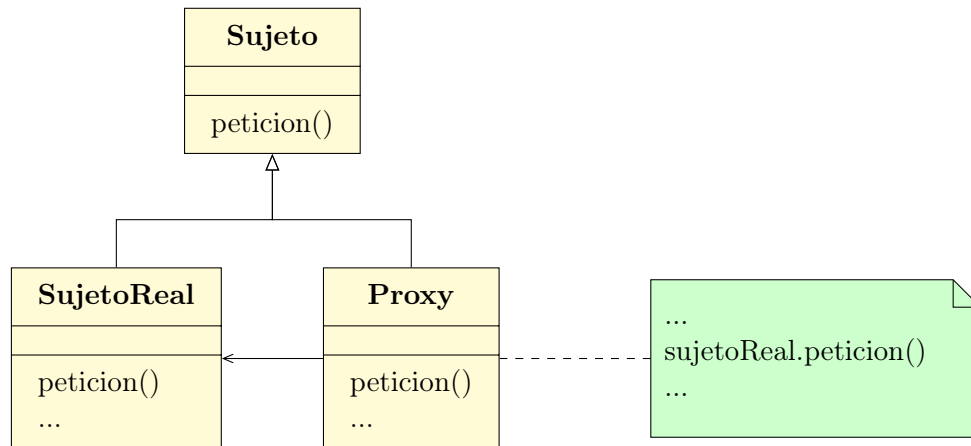 Sujeto
peticion()
SujetoReal
peticion()
...
Proxy
peticion()
...
...
sujetoReal.peticion()
...